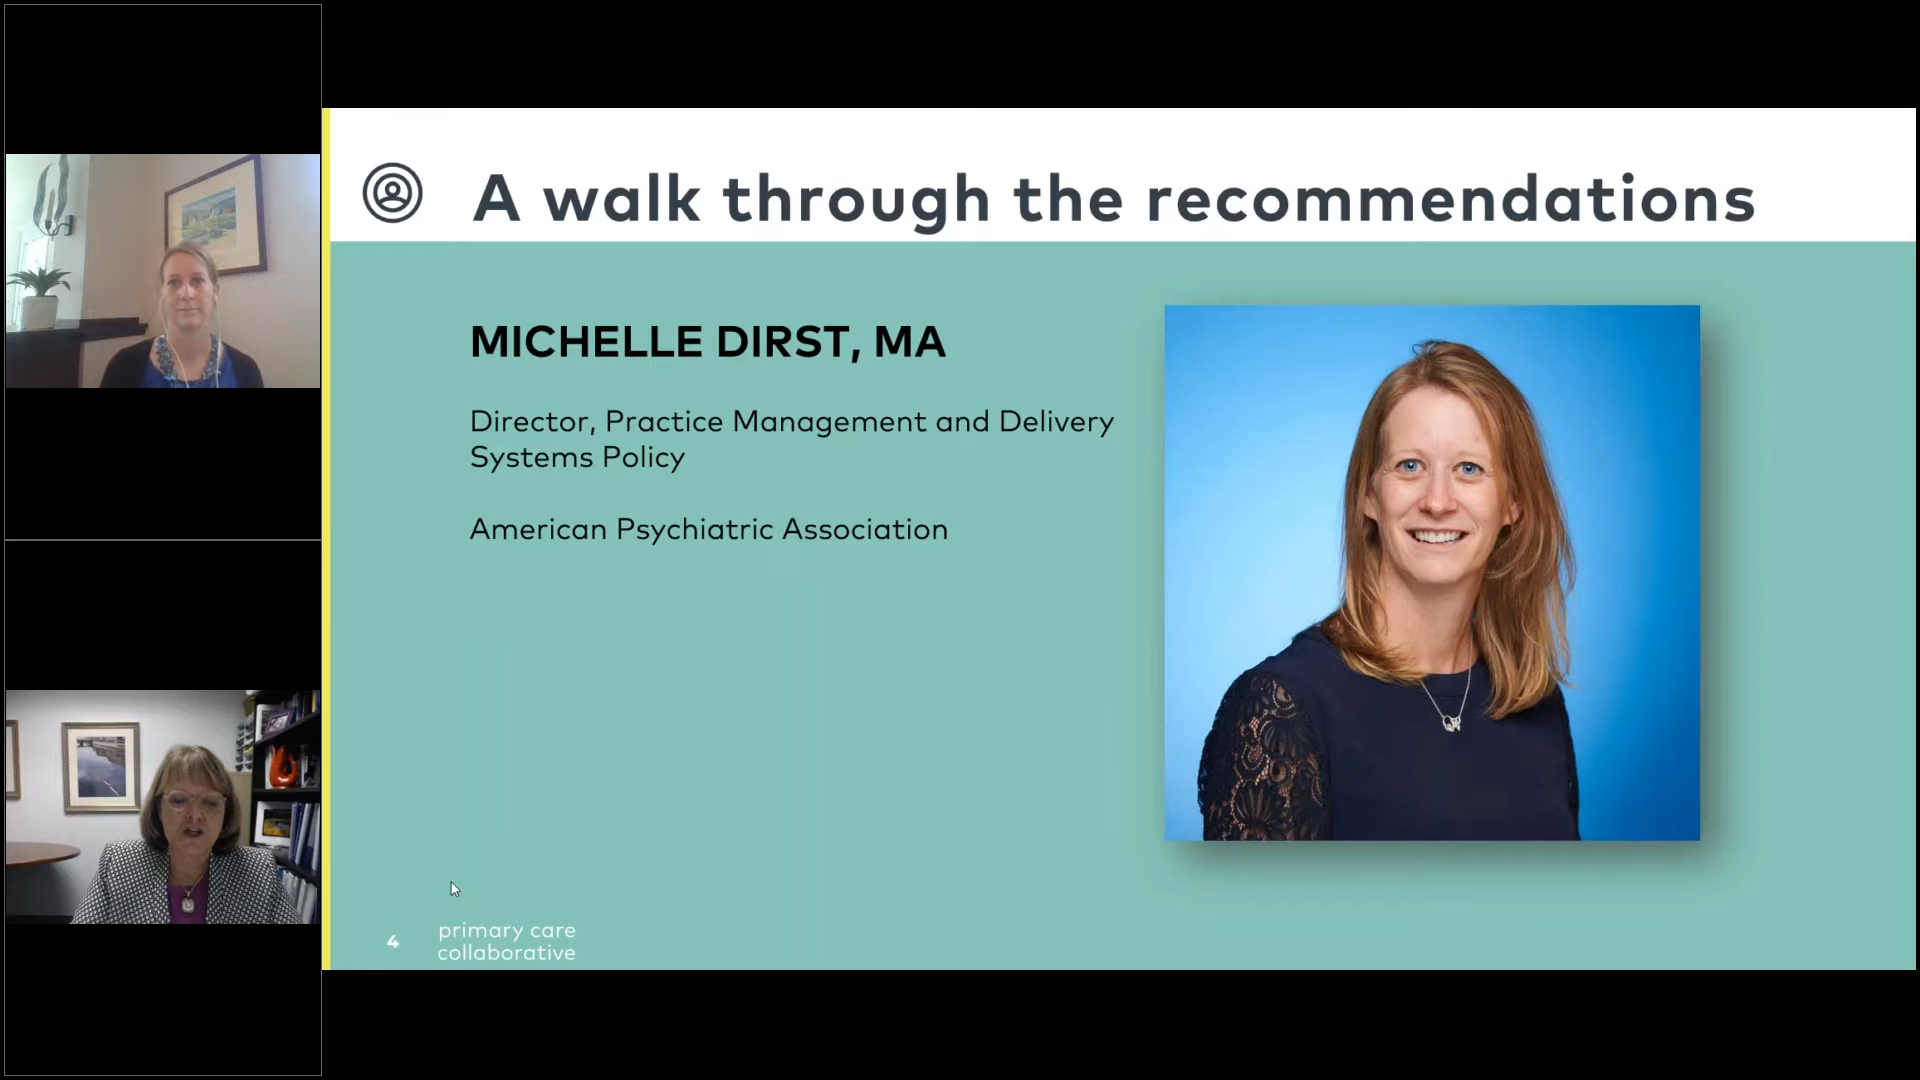 A walk through the recommendations
MICHELLE DIRST, MA
Director, Practice Management and Delivery
Systems Policy
American Psychiatric Association
4
primary care
collaborative